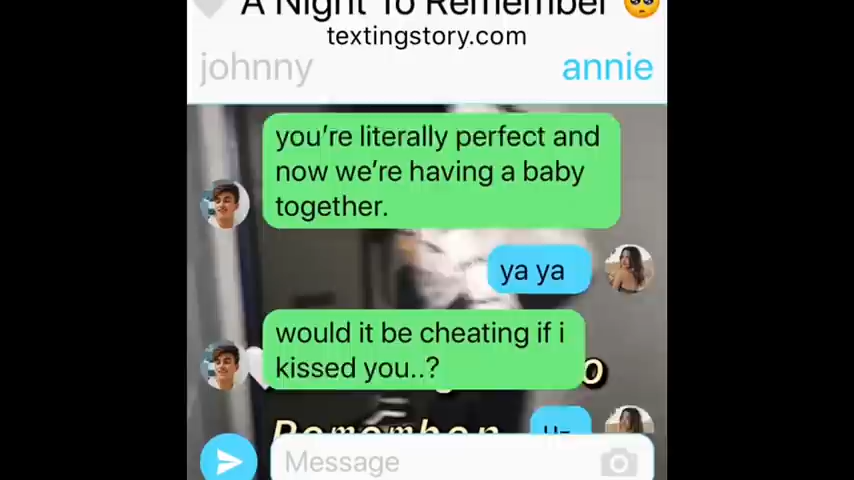 A Night To Remember 🥺
textingstory.com
johnny
annie
you're literally perfect and
now we're having a baby
together.
ya ya
would it be cheating if i
kissed you..?
Message